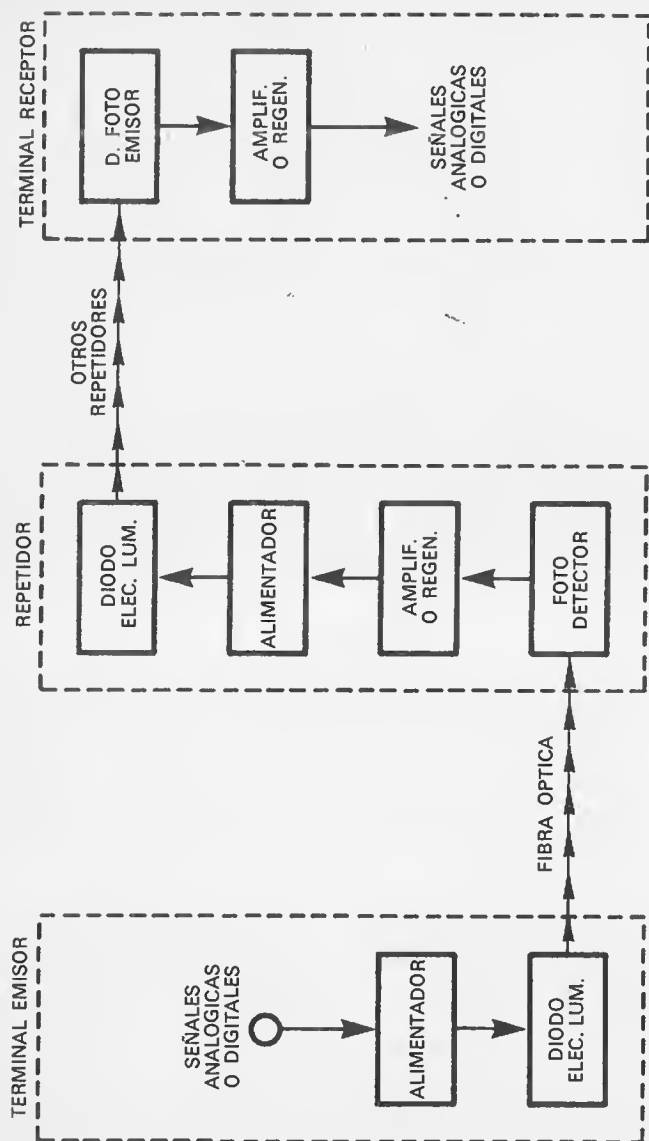 TERMINAL EMISOR
SEÑALES
ANALOGICAS
O DIGITALES
ALIMENTADOR
DIODO
ELEC. LUM.
FIBRA OPTICA
REPETIDOR
DIODO
ELEC. LUM.
ALIMENTADOR
AMPLIF.
O REGEN.
FOTO
DETECTOR
OTROS
REPETIDORES
TERMINAL RECEPTOR
D. FOTO
EMISOR
AMPLIF.
O REGEN.
SEÑALES
ANALOGICAS
O DIGITALES